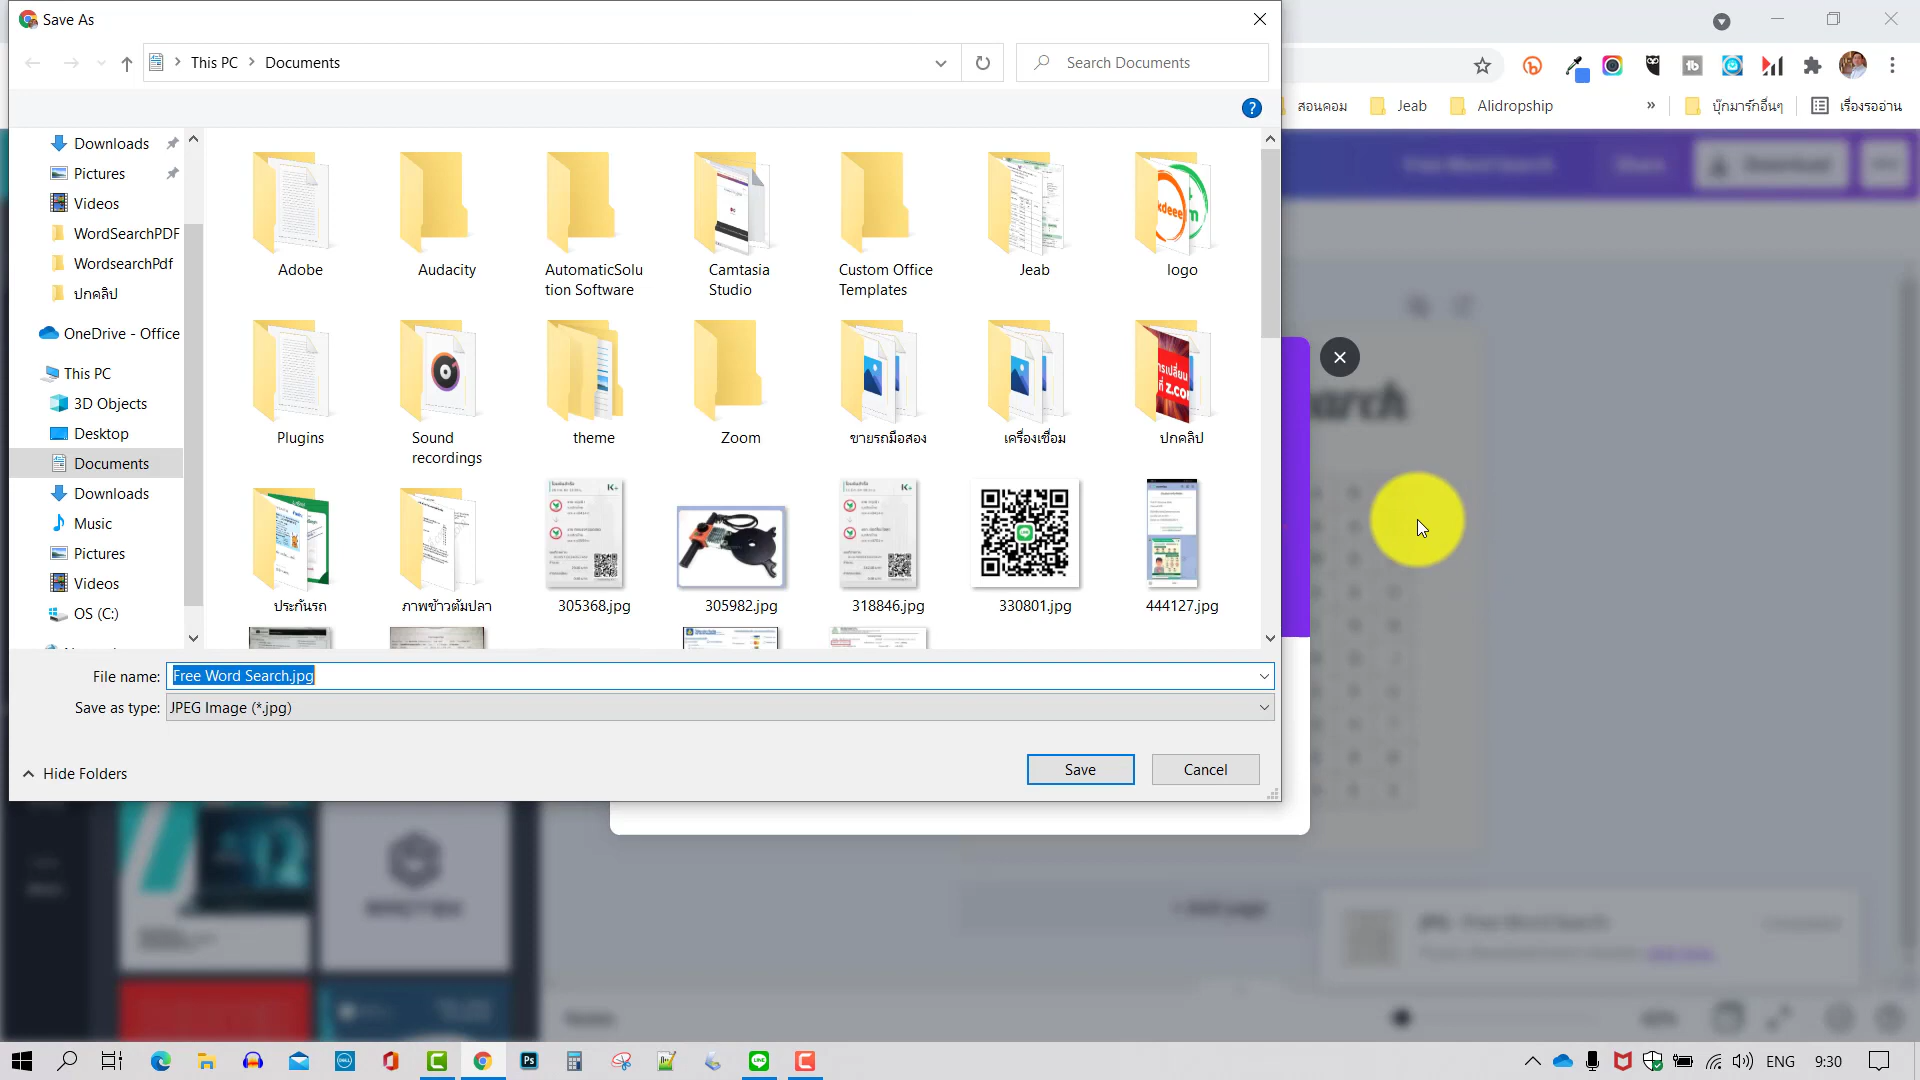 Save As
This PC
Documents
Search Documents
สอนคอม
Jeab
Alidropship
»
บุ๊กมาร์กอื่นๆ
เรื่องรออ่าน
Free Word Search
Share
Download
Downloads
Pictures
Videos
WordSearchPDF
WordsearchPdf
ปกคลิป
OneDrive - Office
This PC
3D Objects
Desktop
Documents
Downloads
Music
Pictures
Videos
OS (C:)
Adobe
Audacity
AutomaticSolu
tion Software
Camtasia
Studio
Custom Office
Templates
Jeab
logo
Plugins
Sound
recordings
theme
Zoom
ขายรถมือสอง
เครื่องเชื่อม
ปกคลิป
ประกันรถ
ภาพข้าวต้มปลา
305368.jpg
305982.jpg
318846.jpg
330801.jpg
444127.jpg
File name:
Free Word Search.jpg
Save as type:
JPEG Image (*.jpg)
Hide Folders
Save
Cancel
+ Add page
ENG
9:30